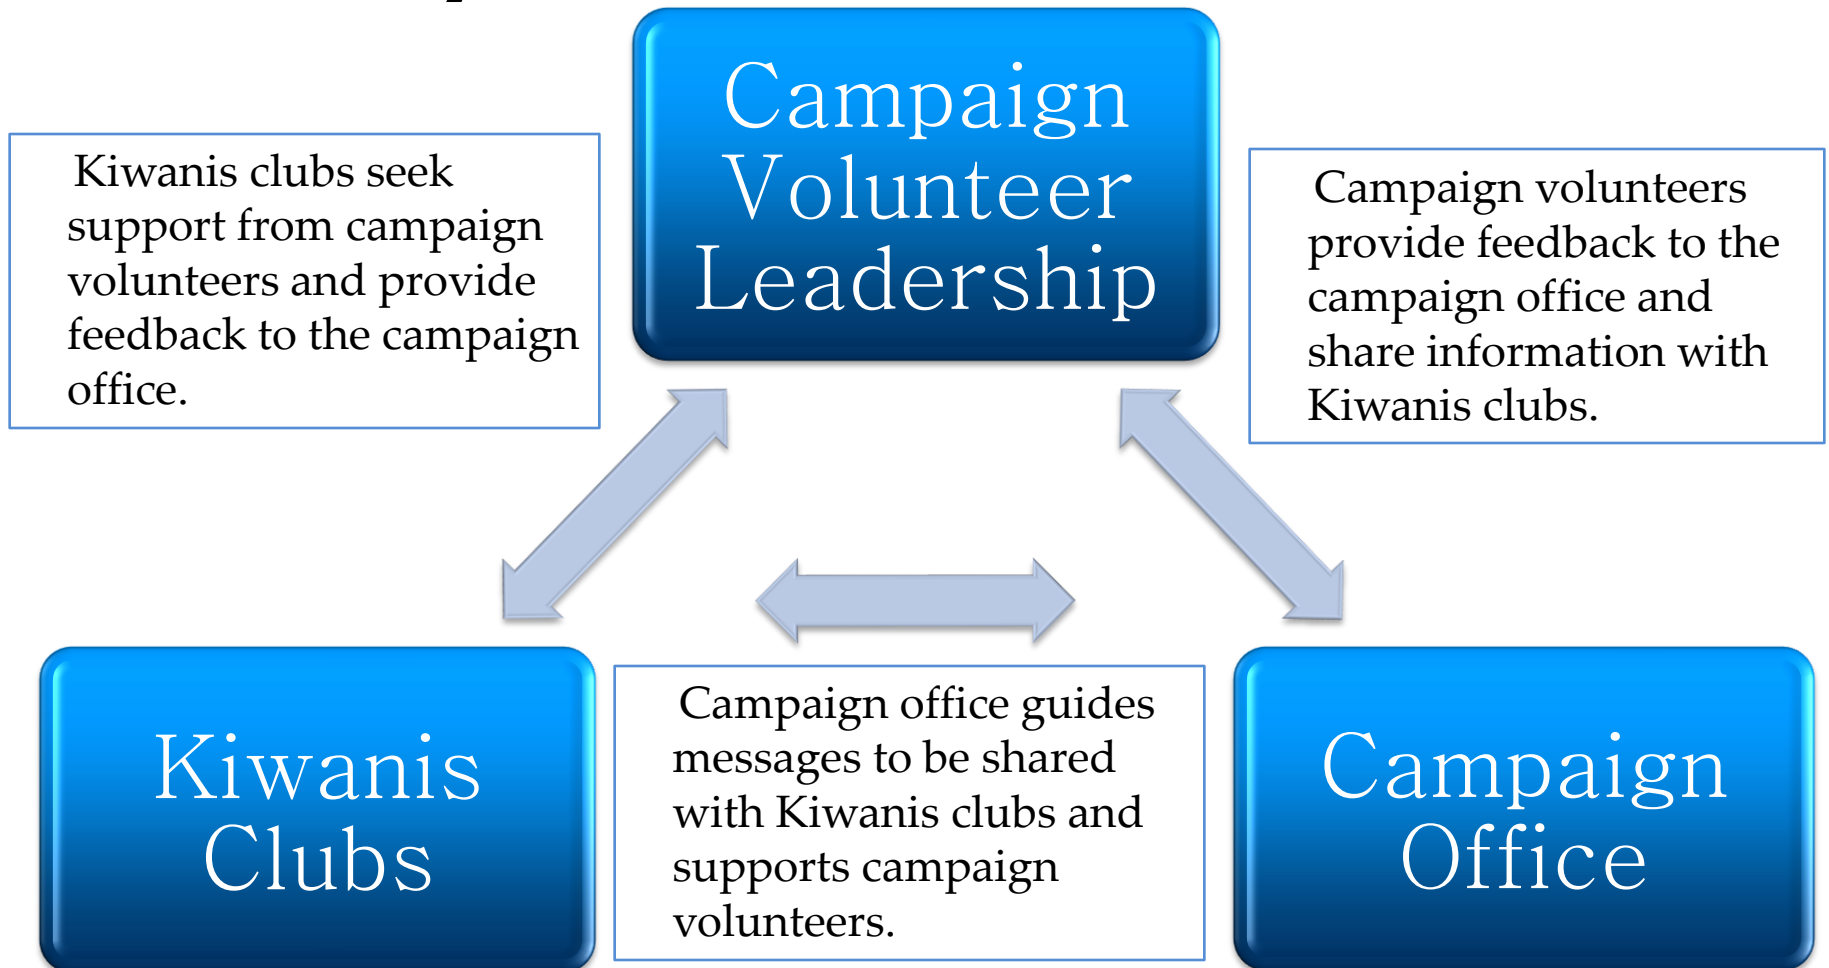 Campaign
Volunteer
Leadership
Kiwanis clubs seek
support from campaign
volunteers and provide
feedback to the campaign
office.
Campaign volunteers
provide feedback to the
campaign office and
share information with
Kiwanis clubs.
Kiwanis
Clubs
Campaign office guides
messages to be shared
with Kiwanis clubs and
supports campaign
volunteers.
Campaign
Office